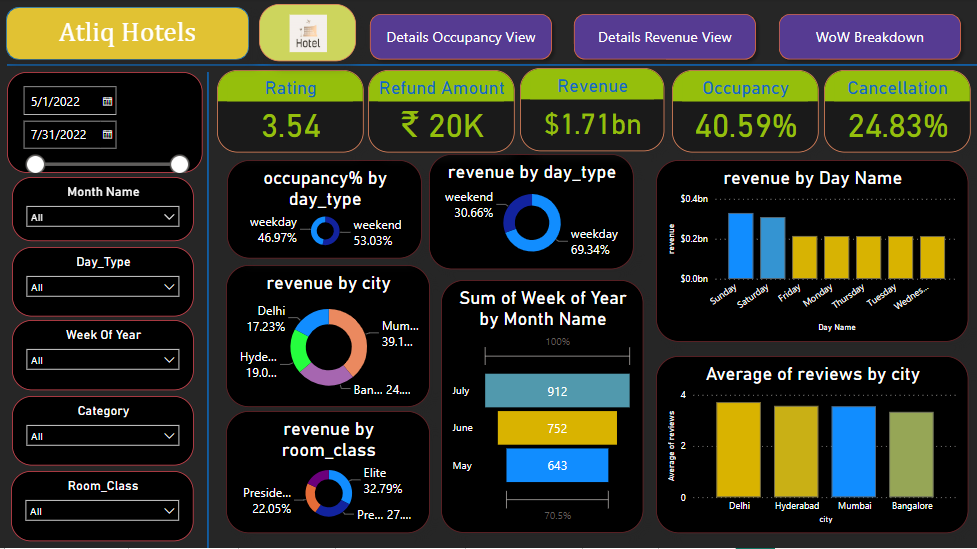 Atliq Hotels
Hotel
Details Occupancy View
Details Revenue View
WoW Breakdown
5/1/2022
7/31/2022
Month Name
All
Day_Type
All
Week Of Year
All
Category
All
Room_Class
All
Rating
3.54
Refund Amount
₹ 20K
Revenue
$1.71bn
Occupancy
40.59%
Cancellation
24.83%
occupancy% by
day_type
weekday
46.97%
weekend
53.03%
revenue by day_type
weekend
30.66%
weekday
69.34%
revenue by Day Name
$0.4bn
$0.2bn
$0.0bn
revenue
Sunday
Saturday
Friday
Monday
Thursday
Tuesday
Wednes...
Day Name
revenue by city
Delhi
17.23%
Mum...
39.1...
Hyde...
19.0...
Ban... 24....
Sum of Week of Year
by Month Name
100%
July
912
June
752
May
643
70.5%
revenue by
room_class
Elite
32.79%
Preside...
22.05%
Pre... 27....
Average of reviews by city
4
2
0
Average of reviews
Delhi
Hyderabad
Mumbai
Bangalore
city